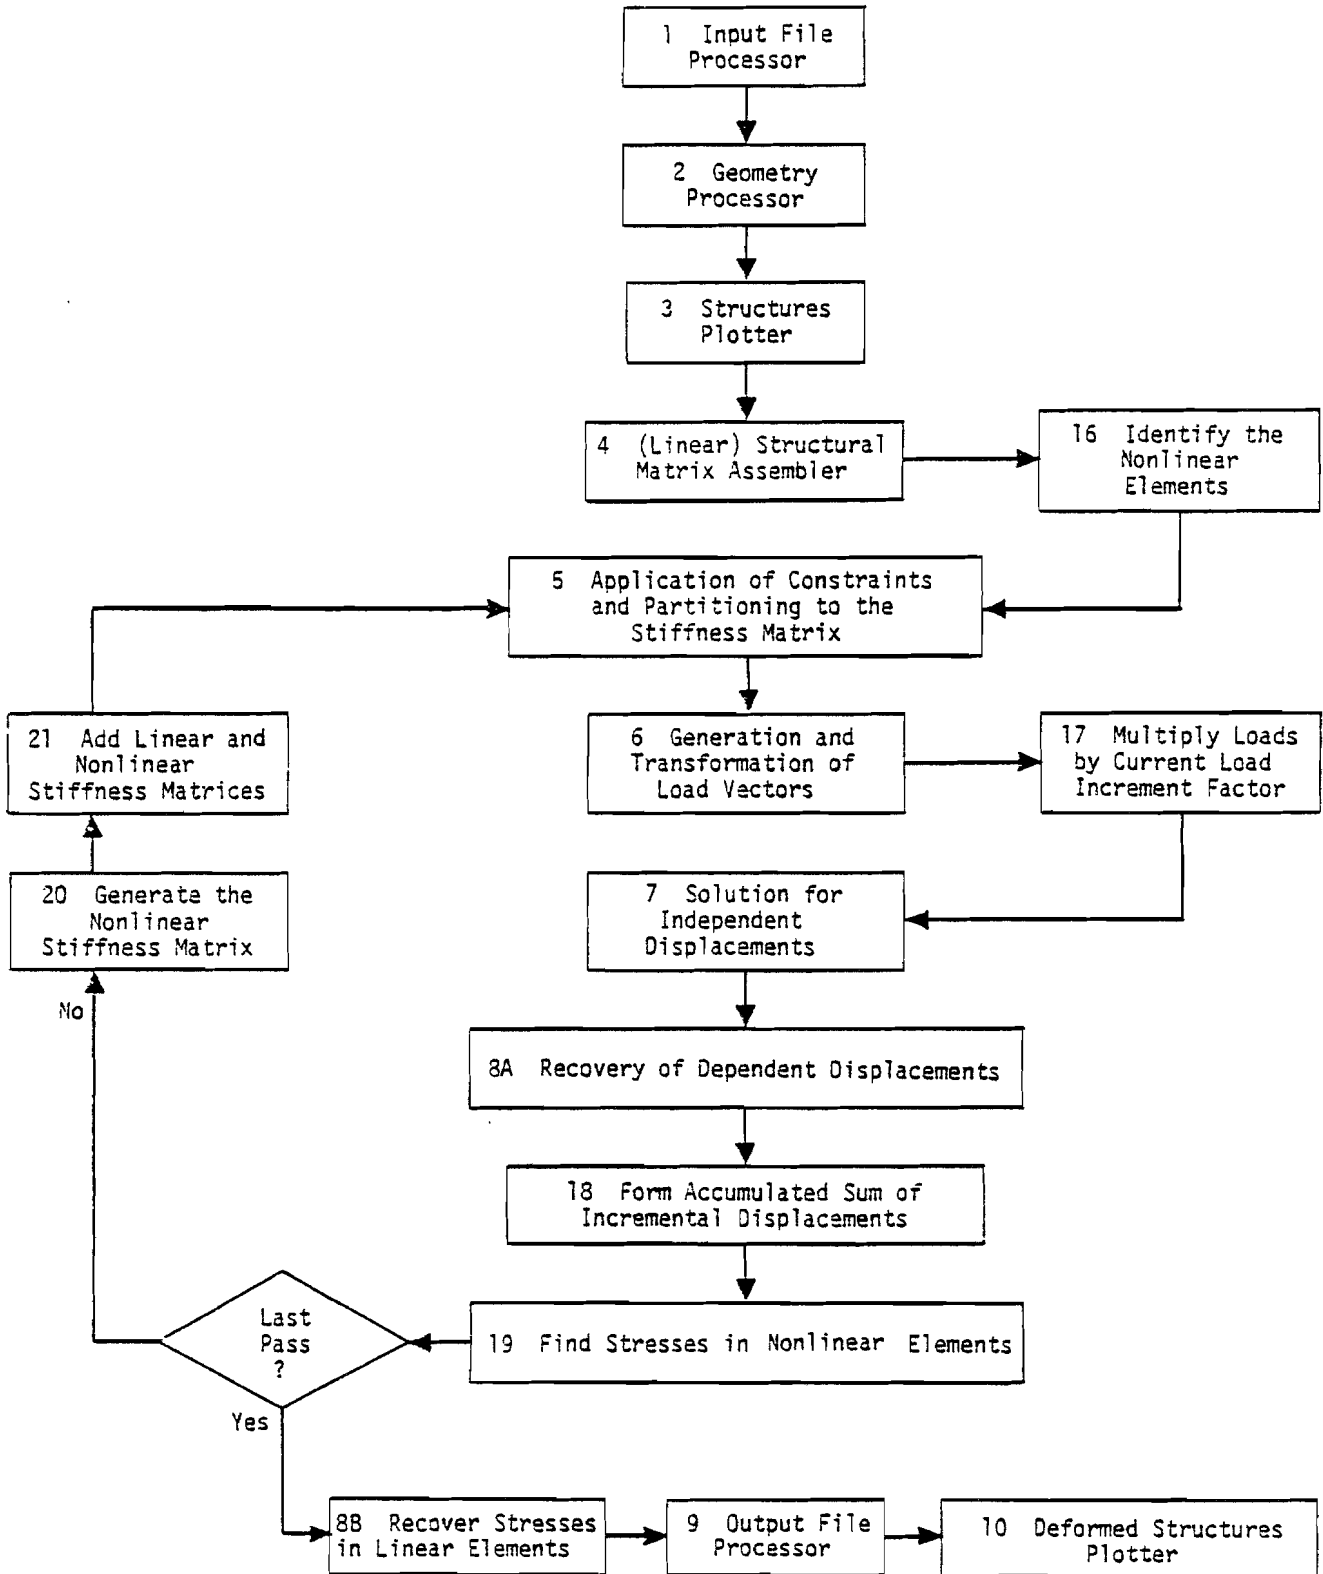 1 Input File
Processor
2 Geometry
Processor
3 Structures
Plotter
4 (Linear) Structural
Matrix Assembler
16 Identify the
Nonlinear
Elements
5 Application of Constraints
and Partitioning to the
Stiffness Matrix
21 Add Linear and
Nonlinear
Stiffness Matrices
6 Generation and
Transformation of
Load Vectors
17 Multiply Loads
by Current Load
Increment Factor
20 Generate the
Nonlinear
Stiffness Matrix
7 Solution for
Independent
Displacements
No
8A Recovery of Dependent Displacements
18 Form Accumulated Sum of
Incremental Displacements
Last
Pass
?
19 Find Stresses in Nonlinear Elements
Yes
8B Recover Stresses
in Linear Elements
9 Output File
Processor
10 Deformed Structures
Plotter